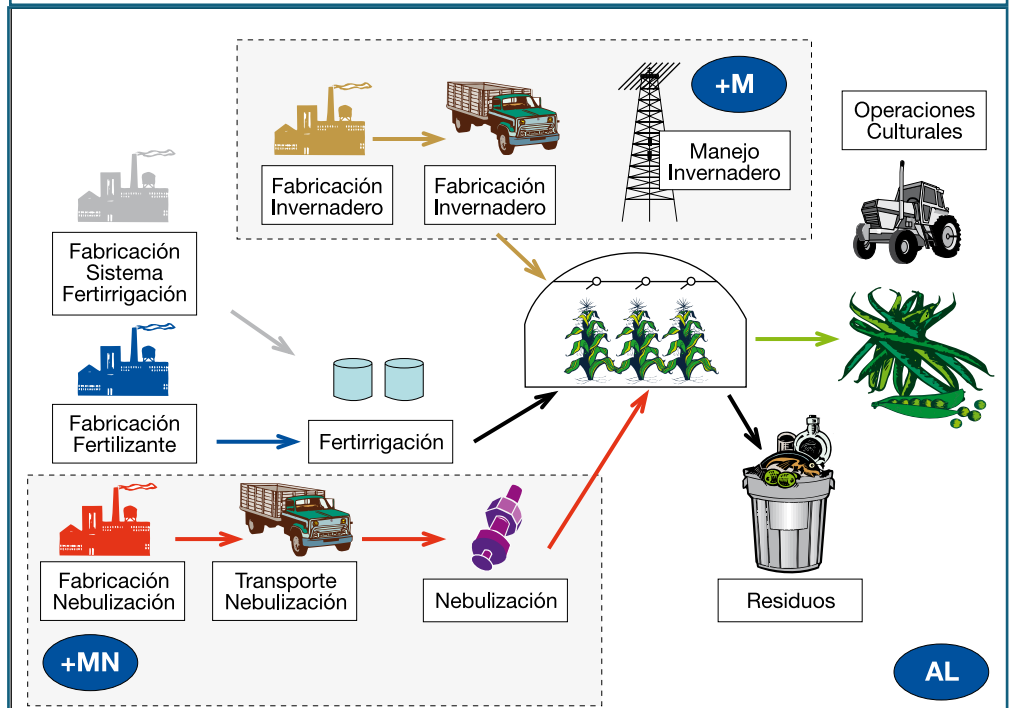 +M
Fabricación
Invernadero
Fabricación
Invernadero
Manejo
Invernadero
Operaciones
Culturales
Fabricación
Sistema
Fertirrigación
Fabricación
Fertilizante
Fertirrigación
Fabricación
Nebulización
Transporte
Nebulización
Nebulización
Residuos
+MN
AL